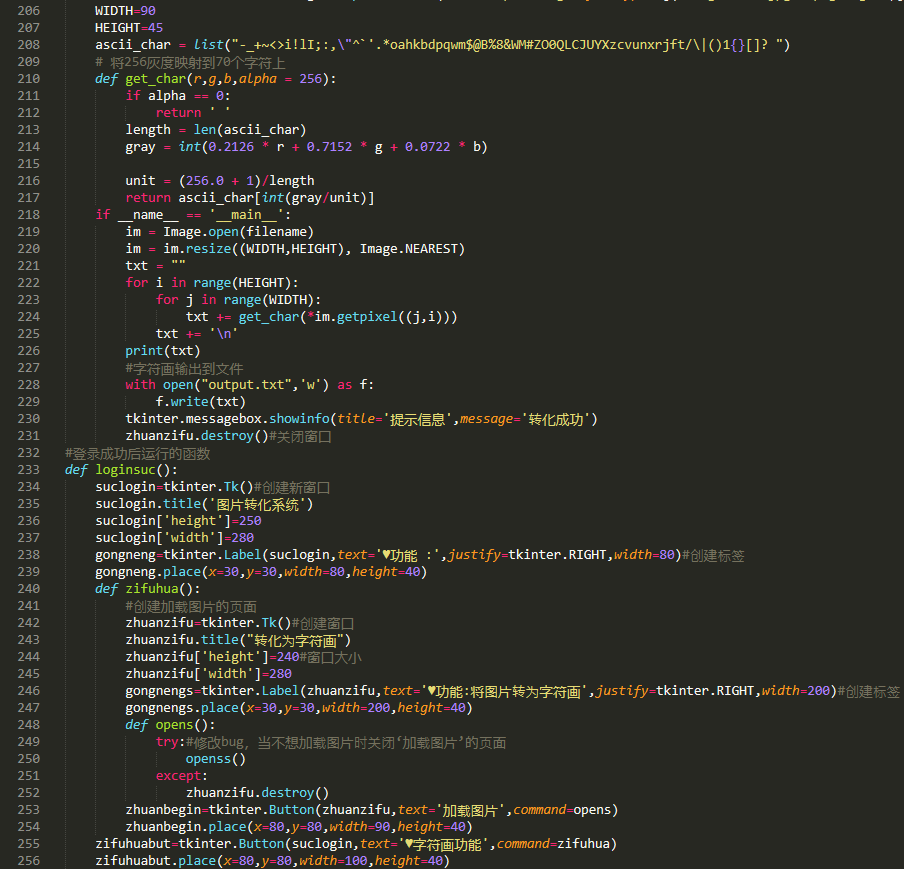 206 WIDTH=90
207 HEIGHT=45
208 ascii_char = list("-_+~<>i!lI;:,\"^`'.*oahkbdpqwm$@B%8&WM#ZO0QLCJUYXzcvunxrjft/\|()1{}[]? ")
209 # 将256灰度映射到70个字符上
210 def get_char(r,g,b,alpha = 256):
211 if alpha == 0:
212 return ' '
213 length = len(ascii_char)
214 gray = int(0.2126 * r + 0.7152 * g + 0.0722 * b)
215
216 unit = (256.0 + 1)/length
217 return ascii_char[int(gray/unit)]
218 if __name__ == '__main__':
219 im = Image.open(filename)
220 im = im.resize((WIDTH,HEIGHT), Image.NEAREST)
221 txt = ""
222 for i in range(HEIGHT):
223 for j in range(WIDTH):
224 txt += get_char(*im.getpixel((j,i)))
225 txt += '\n'
226 print(txt)
227 #字符画输出到文件
228 with open("output.txt",'w') as f:
229 f.write(txt)
230 tkinter.messagebox.showinfo(title='提示信息',message='转化成功')
231 zhuanzifu.destroy()#关闭窗口
232 #登录成功后运行的函数
233 def loginsuc():
234 suclogin=tkinter.Tk()#创建新窗口
235 suclogin.title('图片转化系统')
236 suclogin['height']=250
237 suclogin['width']=280
238 gongneng=tkinter.Label(suclogin,text='♥功能 :',justify=tkinter.RIGHT,width=80)#创建标签
239 gongneng.place(x=30,y=30,width=80,height=40)
240 def zifuhua():
241 #创建加载图片的页面
242 zhuanzifu=tkinter.Tk()#创建窗口
243 zhuanzifu.title("转化为字符画")
244 zhuanzifu['height']=240#窗口大小
245 zhuanzifu['width']=280
246 gongnengs=tkinter.Label(zhuanzifu,text='♥功能:将图片转为字符画',justify=tkinter.RIGHT,width=200)#创建标签
247 gongnengs.place(x=30,y=30,width=200,height=40)
248 def opens():
249 try:#修改bug，当不想加载图片时关闭‘加载图片’的页面
250 openss()
251 except:
252 zhuanzifu.destroy()
253 zhuanbegin=tkinter.Button(zhuanzifu,text='加载图片',command=opens)
254 zhuanbegin.place(x=80,y=80,width=90,height=40)
255 zifuhuabut=tkinter.Button(suclogin,text='♥字符画功能',command=zifuhua)
256 zifuhuabut.place(x=80,y=80,width=100,height=40)